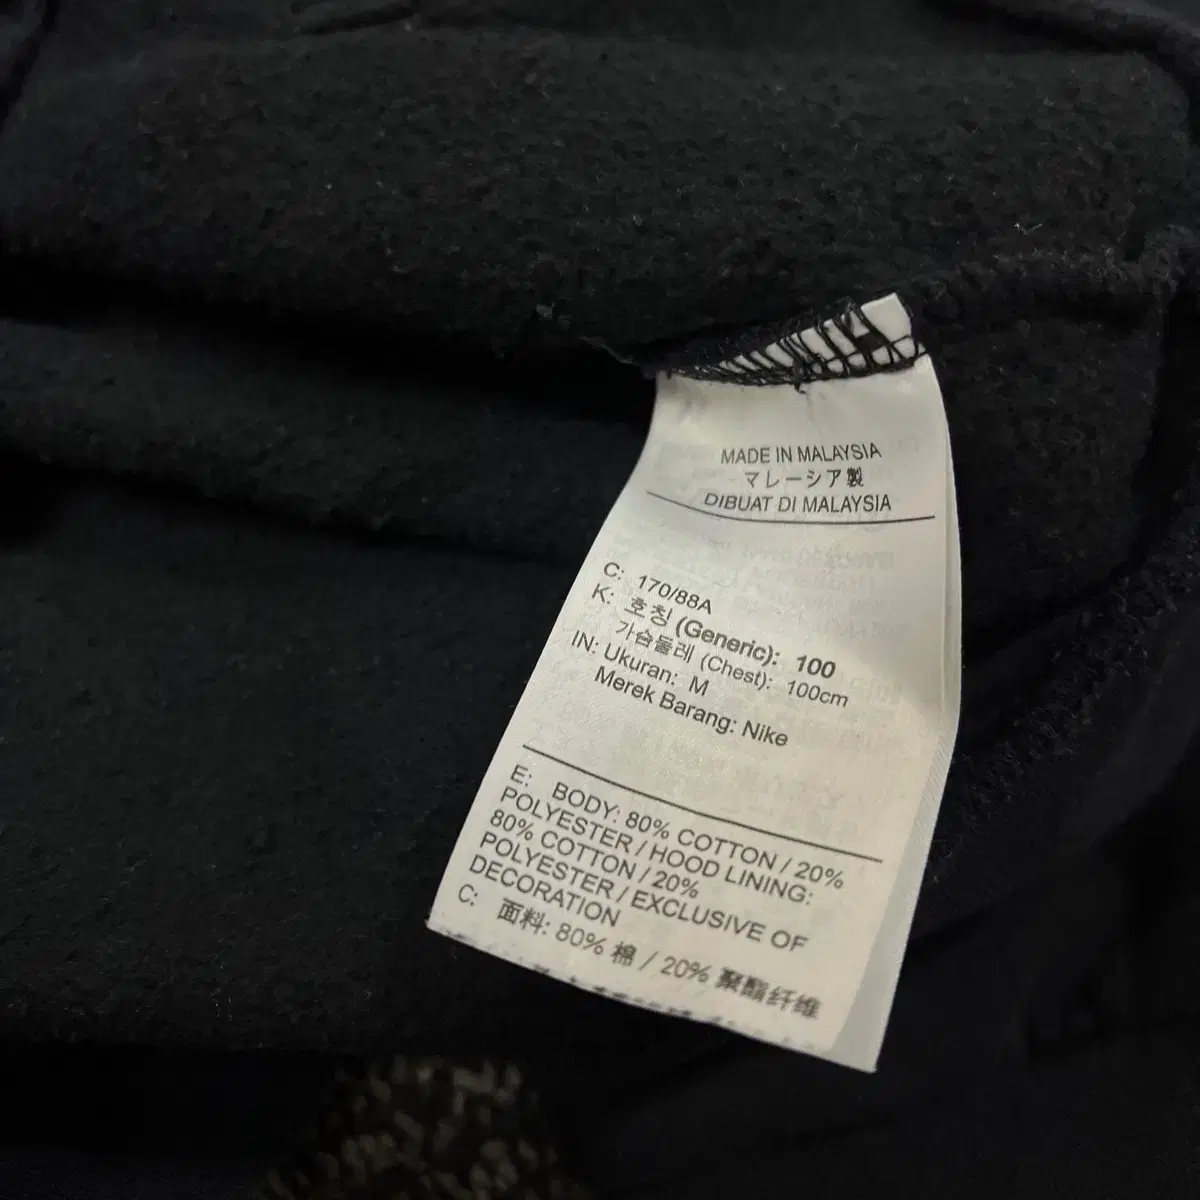 MADE IN MALAYSIA
マレーシア製
DIBUAT DI MALAYSIA
C: 170/88A
K: 호칭 (Generic): 100
가슴둘레 (Chest): 100cm
IN: Ukuran: M
Merek Barang: Nike
E: BODY: 80% COTTON / 20%
POLYESTER / HOOD LINING:
80% COTTON / 20%
POLYESTER / EXCLUSIVE OF
DECORATION
C: 面料: 80% 棉 / 20% 聚酯纤维